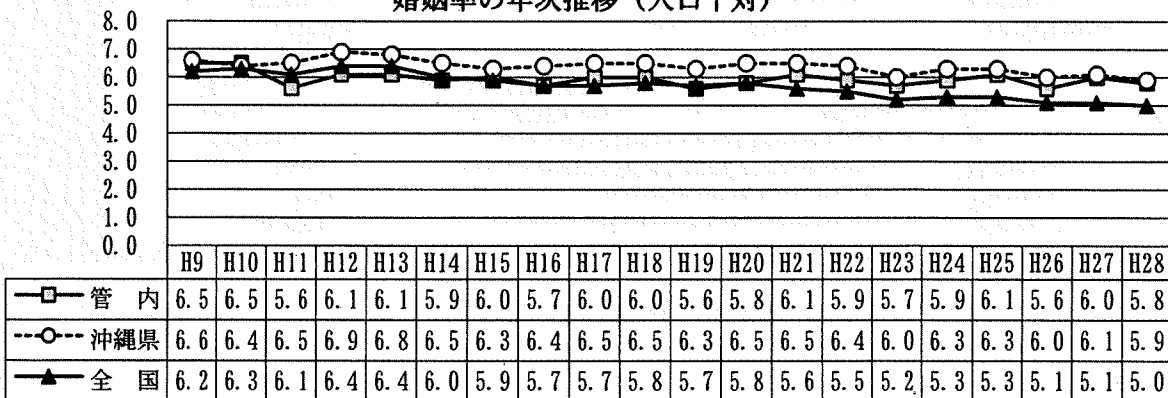 婚姻率の年次推移（人口千対）
8.0
7.0
6.0
5.0
4.0
3.0
2.0
1.0
0.0
H9 H10 H11 H12 H13 H14 H15 H16 H17 H18 H19 H20 H21 H22 H23 H24 H25 H26 H27 H28
管 内 6.5 6.5 5.6 6.1 6.1 5.9 6.0 5.7 6.0 6.0 5.6 5.8 6.1 5.9 5.7 5.9 6.1 5.6 6.0 5.8
沖縄県 6.6 6.4 6.5 6.9 6.8 6.5 6.3 6.4 6.5 6.5 6.3 6.5 6.5 6.4 6.0 6.3 6.3 6.0 6.1 5.9
全 国 6.2 6.3 6.1 6.4 6.4 6.0 5.9 5.7 5.7 5.8 5.7 5.8 5.6 5.5 5.2 5.3 5.3 5.1 5.1 5.0